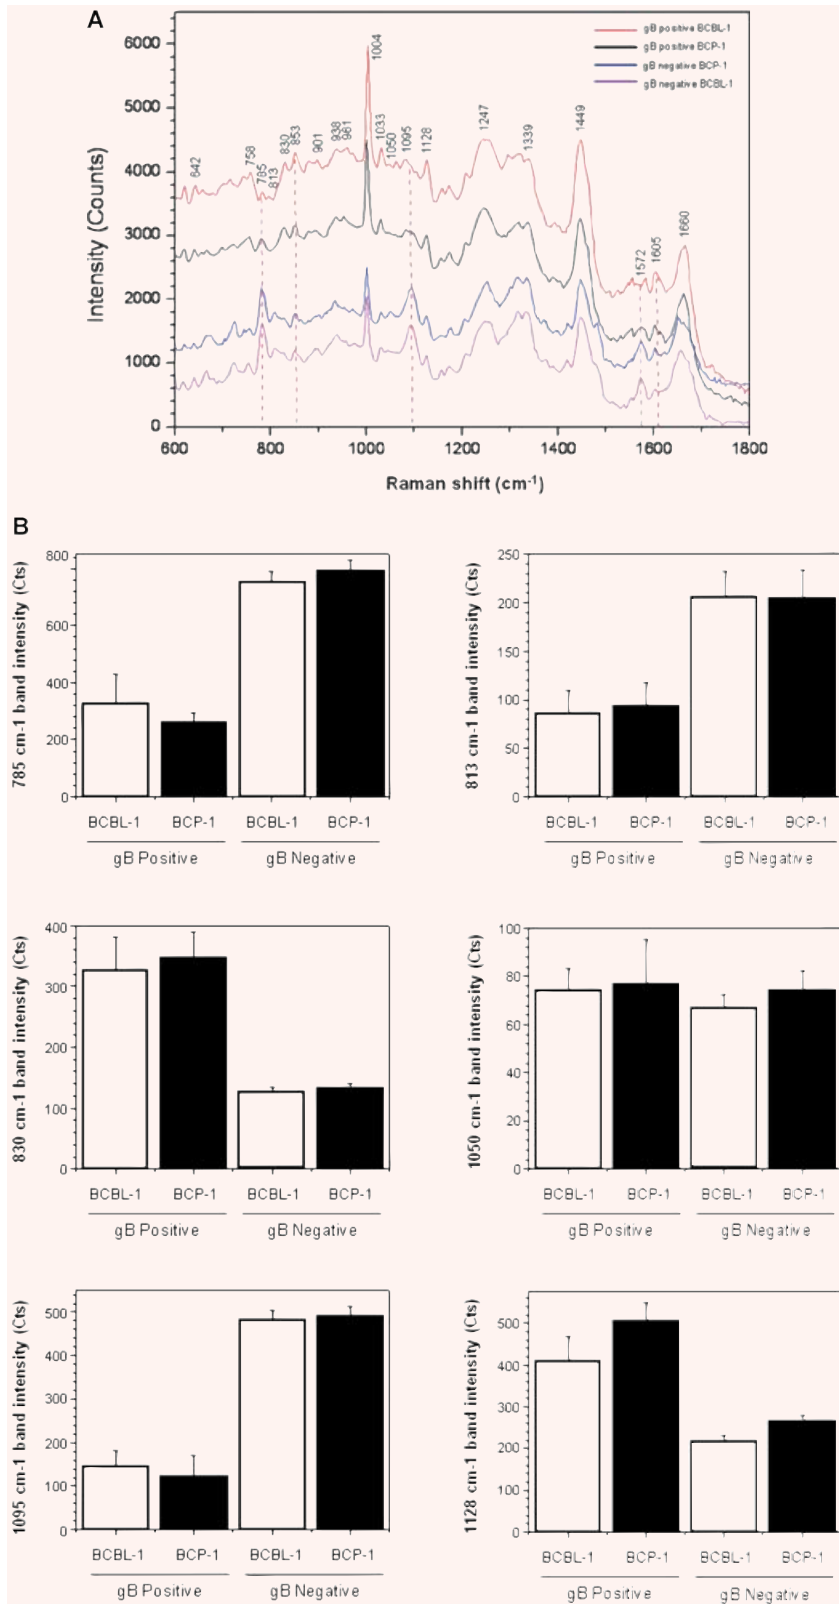 A
6000
5000
4000
3000
2000
1000
0
Intensity (Counts)
642
758
785
813
830
853
901
938
961
1004
1033
1050
1095
1128
1247
1339
1449
1572
1605
1660
gB positive BCBL-1
gB positive BCP-1
gB negative BCP-1
gB negative BCBL-1
600 800 1000 1200 1400 1600 1800
Raman shift (cm-1)
B
785 cm-1 band intensity (Cts)
800
600
400
200
0
BCBL-1 BCP-1 BCBL-1 BCP-1
gB Positive gB Negative
813 cm-1 band intensity (Cts)
250
200
150
100
50
0
BCBL-1 BCP-1 BCBL-1 BCP-1
gB Positive gB Negative
830 cm-1 band intensity (Cts)
400
300
200
100
0
BCBL-1 BCP-1 BCBL-1 BCP-1
gB Positive gB Negative
1050 cm-1 band intensity (Cts)
100
80
60
40
20
0
BCBL-1 BCP-1 BCBL-1 BCP-1
gB Positive gB Negative
1095 cm-1 band intensity (Cts)
500
400
300
200
100
0
BCBL-1 BCP-1 BCBL-1 BCP-1
gB Positive gB Negative
1128 cm-1 band intensity (Cts)
500
400
300
200
100
0
BCBL-1 BCP-1 BCBL-1 BCP-1
gB Positive gB Negative